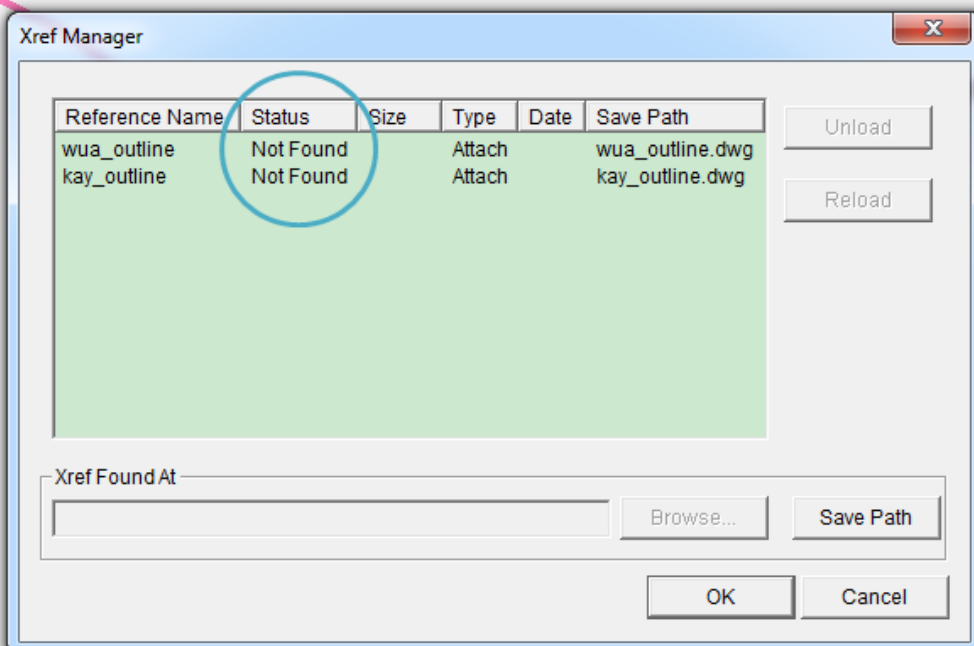 Xref Manager
x
Reference Name Status Size Type Date Save Path
wua_outline Not Found Attach wua_outline.dwg
kay_outline Not Found Attach kay_outline.dwg
Unload
Reload
Xref Found At
Browse... Save Path
OK Cancel